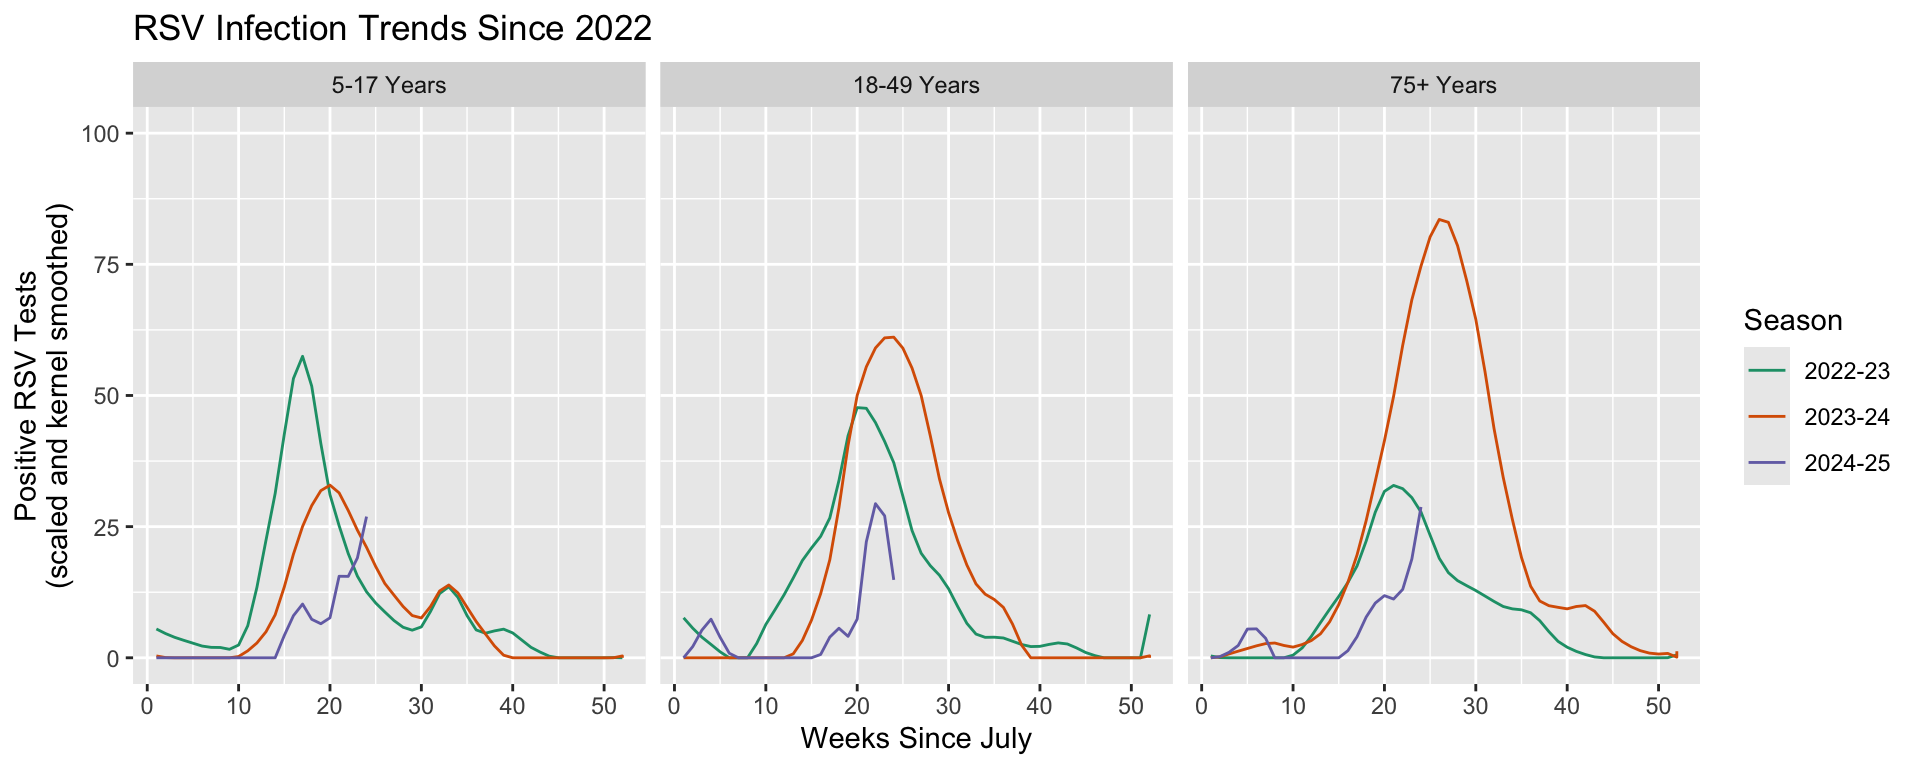 RSV Infection Trends Since 2022
5-17 Years
18-49 Years
75+ Years
Positive RSV Tests
(scaled and kernel smoothed)
100
75
50
25
0
0 10 20 30 40 50
0 10 20 30 40 50
0 10 20 30 40 50
Weeks Since July
Season
2022-23
2023-24
2024-25